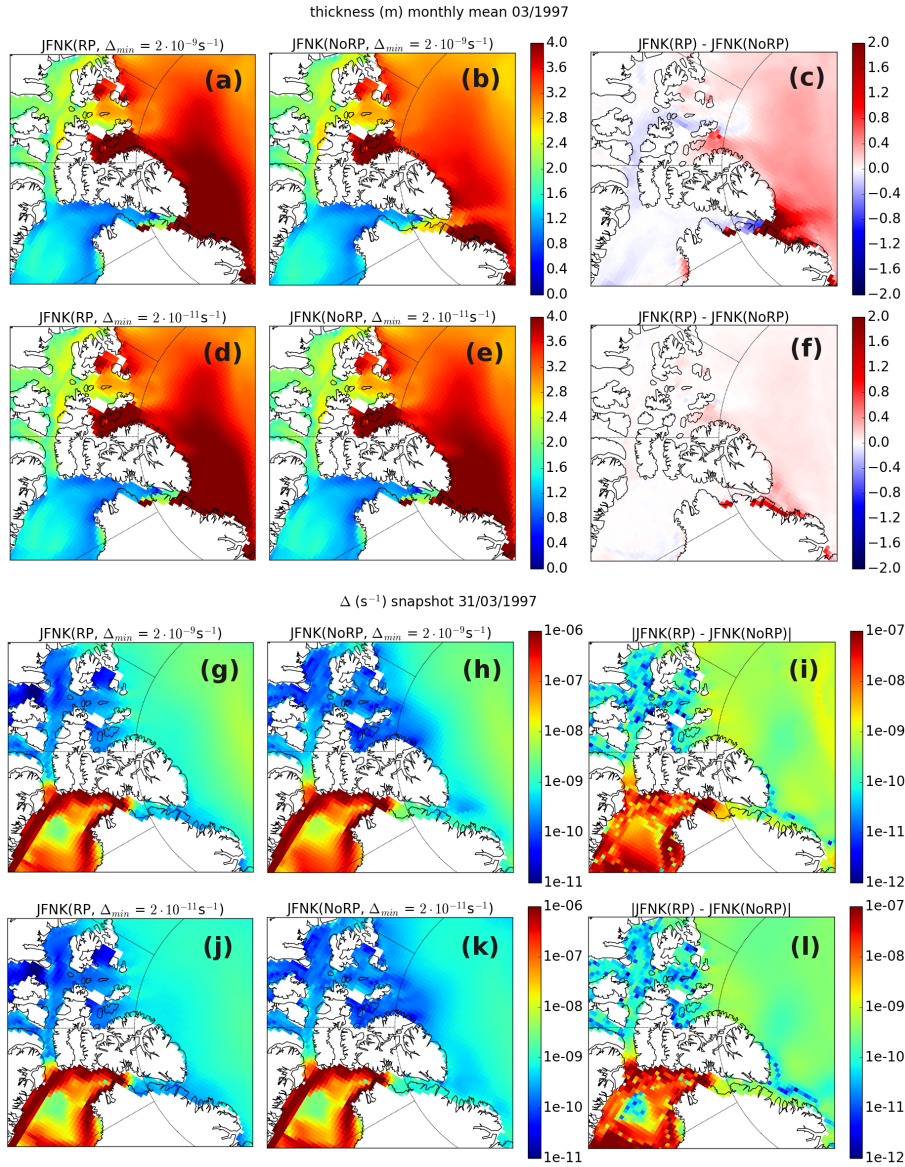 thickness (m) monthly mean 03/1997
JFNK(RP, Δmin = 2·10−9s−1) JFNK(NoRP, Δmin = 2·10−9s−1) JFNK(RP) - JFNK(NoRP)
(a) (b) (c)
4.0
3.6
3.2
2.8
2.4
2.0
1.6
1.2
0.8
0.4
0.0
2.0
1.6
1.2
0.8
0.4
0.0
−0.4
−0.8
−1.2
−1.6
−2.0
JFNK(RP, Δmin = 2·10−11s−1) JFNK(NoRP, Δmin = 2·10−11s−1) JFNK(RP) - JFNK(NoRP)
(d) (e) (f)
4.0
3.6
3.2
2.8
2.4
2.0
1.6
1.2
0.8
0.4
0.0
2.0
1.6
1.2
0.8
0.4
0.0
−0.4
−0.8
−1.2
−1.6
−2.0
Δ (s−1) snapshot 31/03/1997
JFNK(RP, Δmin = 2·10−9s−1) JFNK(NoRP, Δmin = 2·10−9s−1) |JFNK(RP) - JFNK(NoRP)|
(g) (h) (i)
1e-06
1e-07
1e-08
1e-09
1e-10
1e-11
1e-07
1e-08
1e-09
1e-10
1e-11
1e-12
JFNK(RP, Δmin = 2·10−11s−1) JFNK(NoRP, Δmin = 2·10−11s−1) |JFNK(RP) - JFNK(NoRP)|
(j) (k) (l)
1e-06
1e-07
1e-08
1e-09
1e-10
1e-11
1e-07
1e-08
1e-09
1e-10
1e-11
1e-12